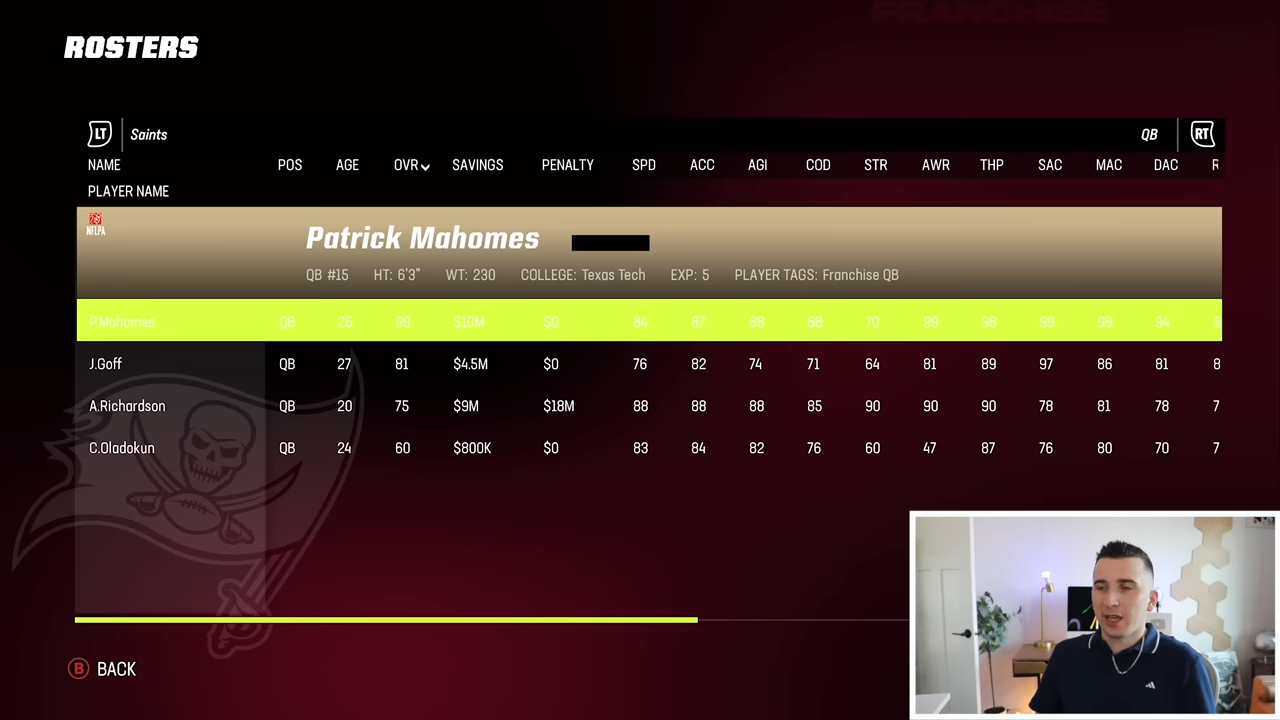 FRANCHISE
ROSTERS
LT Saints QB RT
NAME POS AGE OVR SAVINGS PENALTY SPD ACC AGI COD STR AWR THP SAC MAC DAC R
PLAYER NAME
NFLPA
Patrick Mahomes
QB #15 HT: 6'3" WT: 230 COLLEGE: Texas Tech EXP: 5 PLAYER TAGS: Franchise QB
P.Mahomes QB 26 99 $10M $0 84 87 88 88 70 99 98 99 99 94 9
J.Goff QB 27 81 $4.5M $0 76 82 74 71 64 81 89 97 86 81 8
A.Richardson QB 20 75 $9M $18M 88 88 88 85 90 90 90 78 81 78 7
C.Oladokun QB 24 60 $800K $0 83 84 82 76 60 47 87 76 80 70 7
B BACK